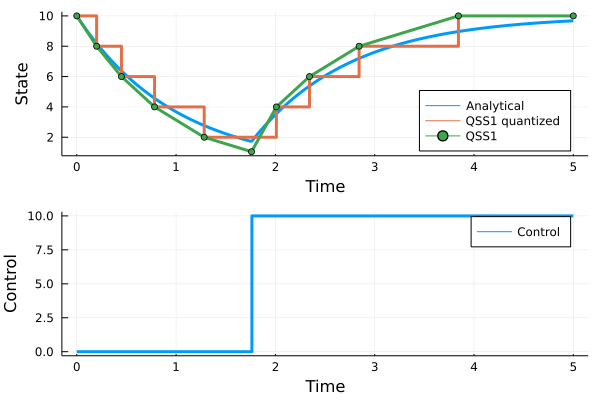 10
8
6
4
2
State
0 1 2 3 4 5
Time
Analytical
QSS1 quantized
QSS1
10.0
7.5
5.0
2.5
0.0
Control
0 1 2 3 4 5
Time
Control